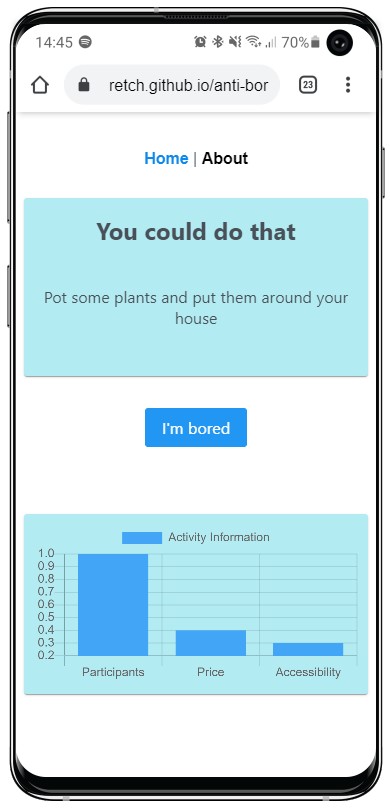 14:45 70%
retch.github.io/anti-bor 23
Home | About
You could do that
Pot some plants and put them around your
house
I'm bored
Activity Information
1.0
0.9
0.8
0.7
0.6
0.5
0.4
0.3
0.2
Participants Price Accessibility